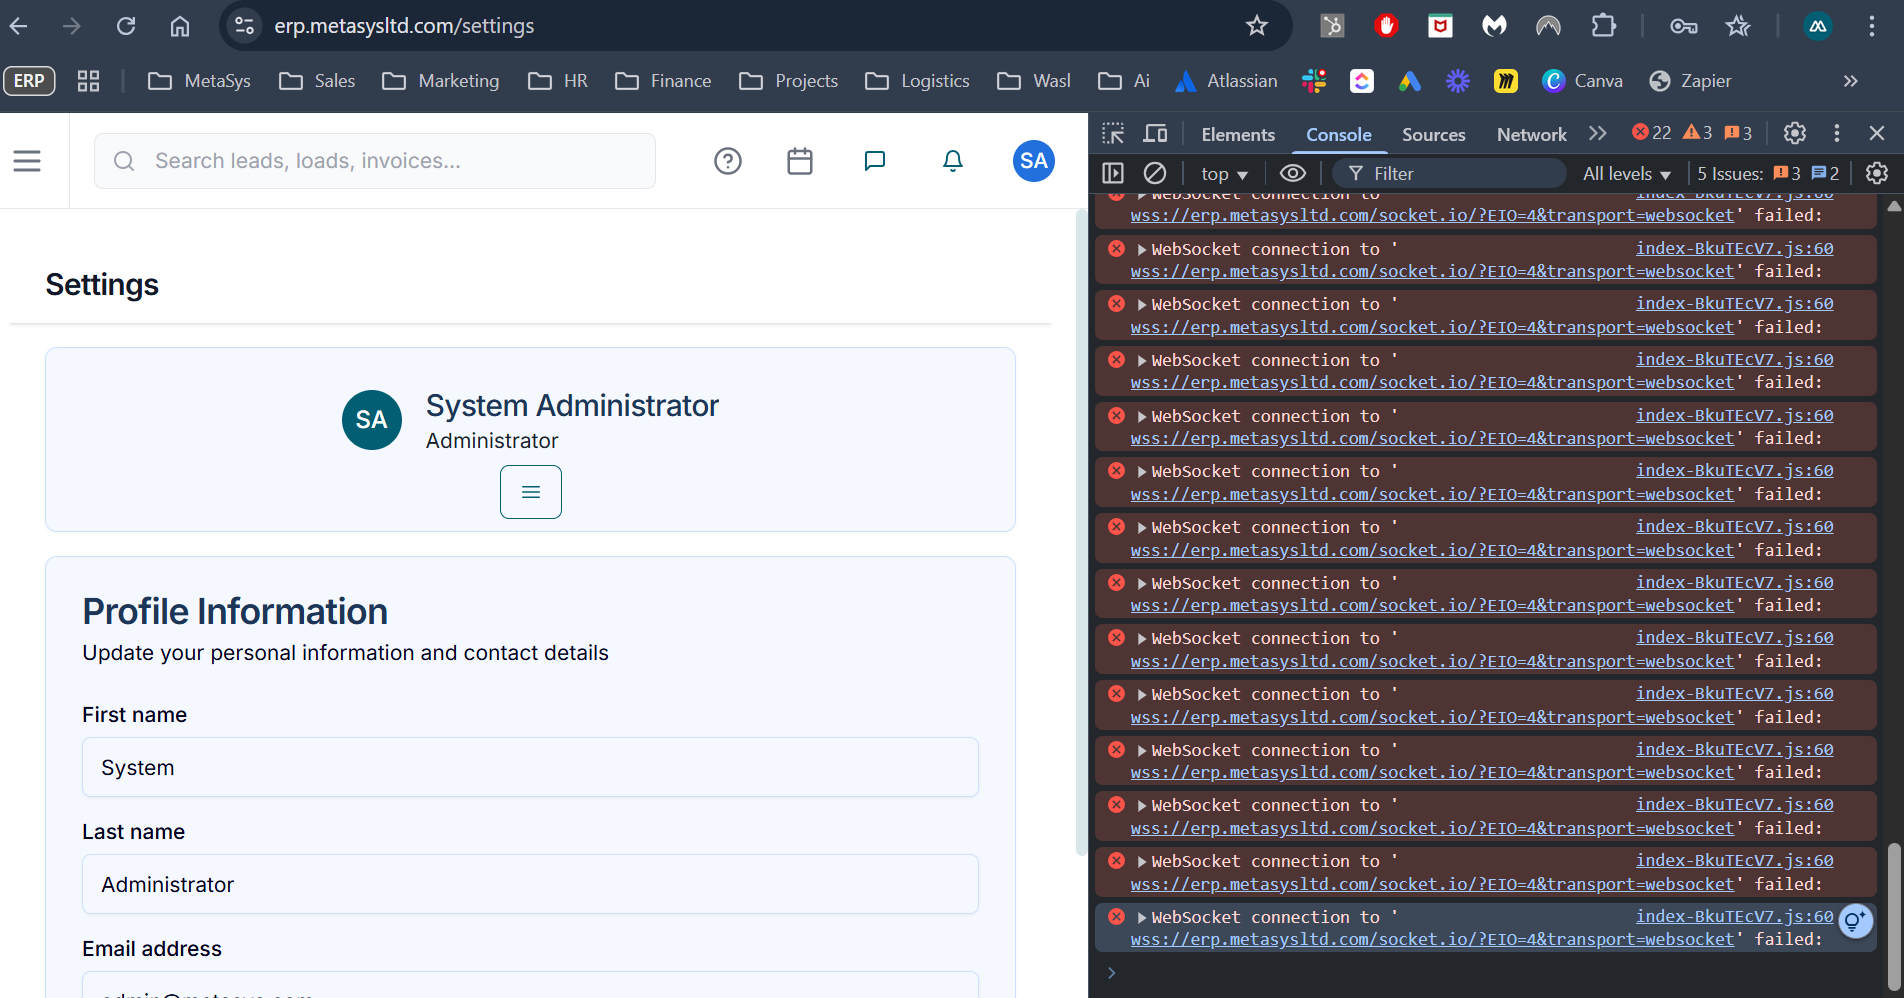 erp.metasysltd.com/settings
ERP
MetaSys
Sales
Marketing
HR
Finance
Projects
Logistics
Wasl
Ai
Atlassian
Canva
Zapier
Search leads, loads, invoices...
SA
Settings
SA
System Administrator
Administrator
Profile Information
Update your personal information and contact details
First name
System
Last name
Administrator
Email address
admin@metasys.com
Elements
Console
Sources
Network
22
3
3
top
Filter
All levels
5 Issues:
3
2
WebSocket connection to ' index-BkuTEcV7.js:60
wss://erp.metasysltd.com/socket.io/?EIO=4&transport=websocket' failed:
WebSocket connection to ' index-BkuTEcV7.js:60
wss://erp.metasysltd.com/socket.io/?EIO=4&transport=websocket' failed:
WebSocket connection to ' index-BkuTEcV7.js:60
wss://erp.metasysltd.com/socket.io/?EIO=4&transport=websocket' failed:
WebSocket connection to ' index-BkuTEcV7.js:60
wss://erp.metasysltd.com/socket.io/?EIO=4&transport=websocket' failed:
WebSocket connection to ' index-BkuTEcV7.js:60
wss://erp.metasysltd.com/socket.io/?EIO=4&transport=websocket' failed:
WebSocket connection to ' index-BkuTEcV7.js:60
wss://erp.metasysltd.com/socket.io/?EIO=4&transport=websocket' failed:
WebSocket connection to ' index-BkuTEcV7.js:60
wss://erp.metasysltd.com/socket.io/?EIO=4&transport=websocket' failed:
WebSocket connection to ' index-BkuTEcV7.js:60
wss://erp.metasysltd.com/socket.io/?EIO=4&transport=websocket' failed:
WebSocket connection to ' index-BkuTEcV7.js:60
wss://erp.metasysltd.com/socket.io/?EIO=4&transport=websocket' failed:
WebSocket connection to ' index-BkuTEcV7.js:60
wss://erp.metasysltd.com/socket.io/?EIO=4&transport=websocket' failed:
WebSocket connection to ' index-BkuTEcV7.js:60
wss://erp.metasysltd.com/socket.io/?EIO=4&transport=websocket' failed:
WebSocket connection to ' index-BkuTEcV7.js:60
wss://erp.metasysltd.com/socket.io/?EIO=4&transport=websocket' failed:
WebSocket connection to ' index-BkuTEcV7.js:60
wss://erp.metasysltd.com/socket.io/?EIO=4&transport=websocket' failed:
WebSocket connection to ' index-BkuTEcV7.js:60
wss://erp.metasysltd.com/socket.io/?EIO=4&transport=websocket' failed: